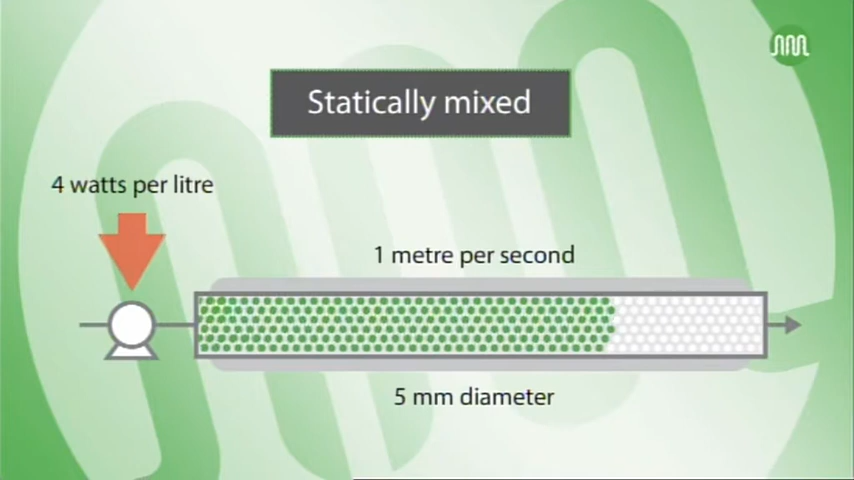 Statically mixed
4 watts per litre
1 metre per second
5 mm diameter